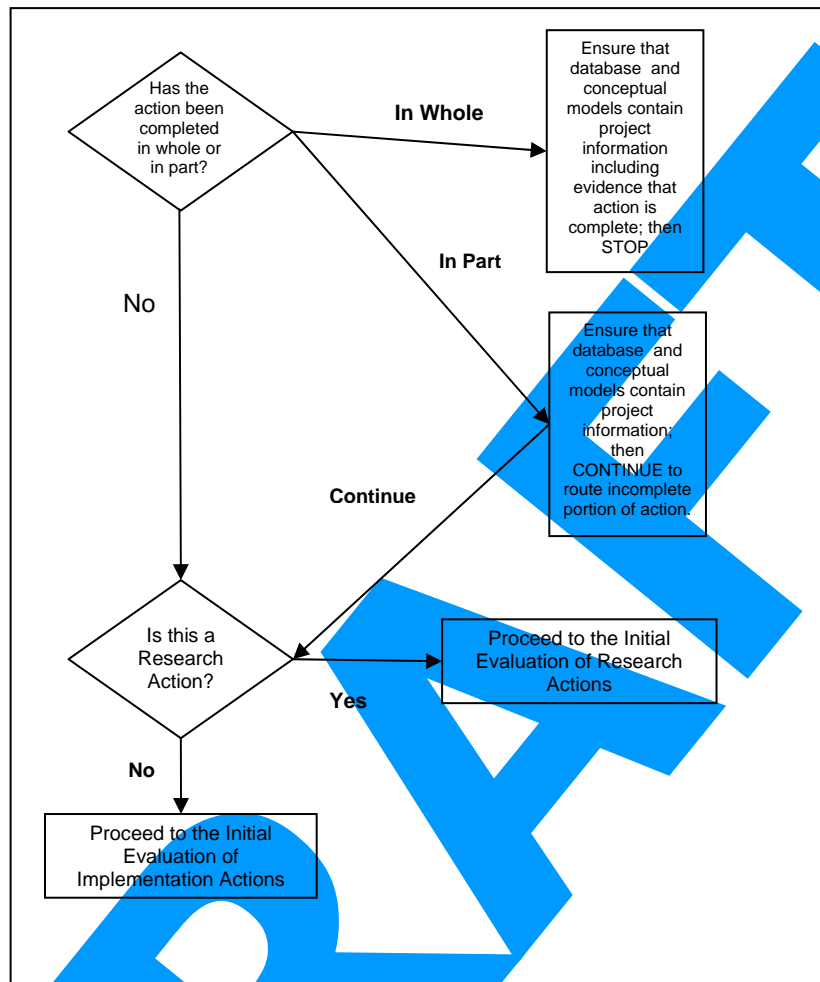 Has the
action been
completed
in whole or
in part?
In Whole
Ensure that
database and
conceptual
models contain
project
information
including
evidence that
action is
complete; then
STOP
In Part
No
Ensure that
database and
conceptual
models contain
project
information;
then
CONTINUE to
route incomplete
portion of action.
Continue
Is this a
Research
Action?
Proceed to the Initial
Evaluation of Research
Actions
Yes
No
Proceed to the Initial
Evaluation of
Implementation Actions
RAFT